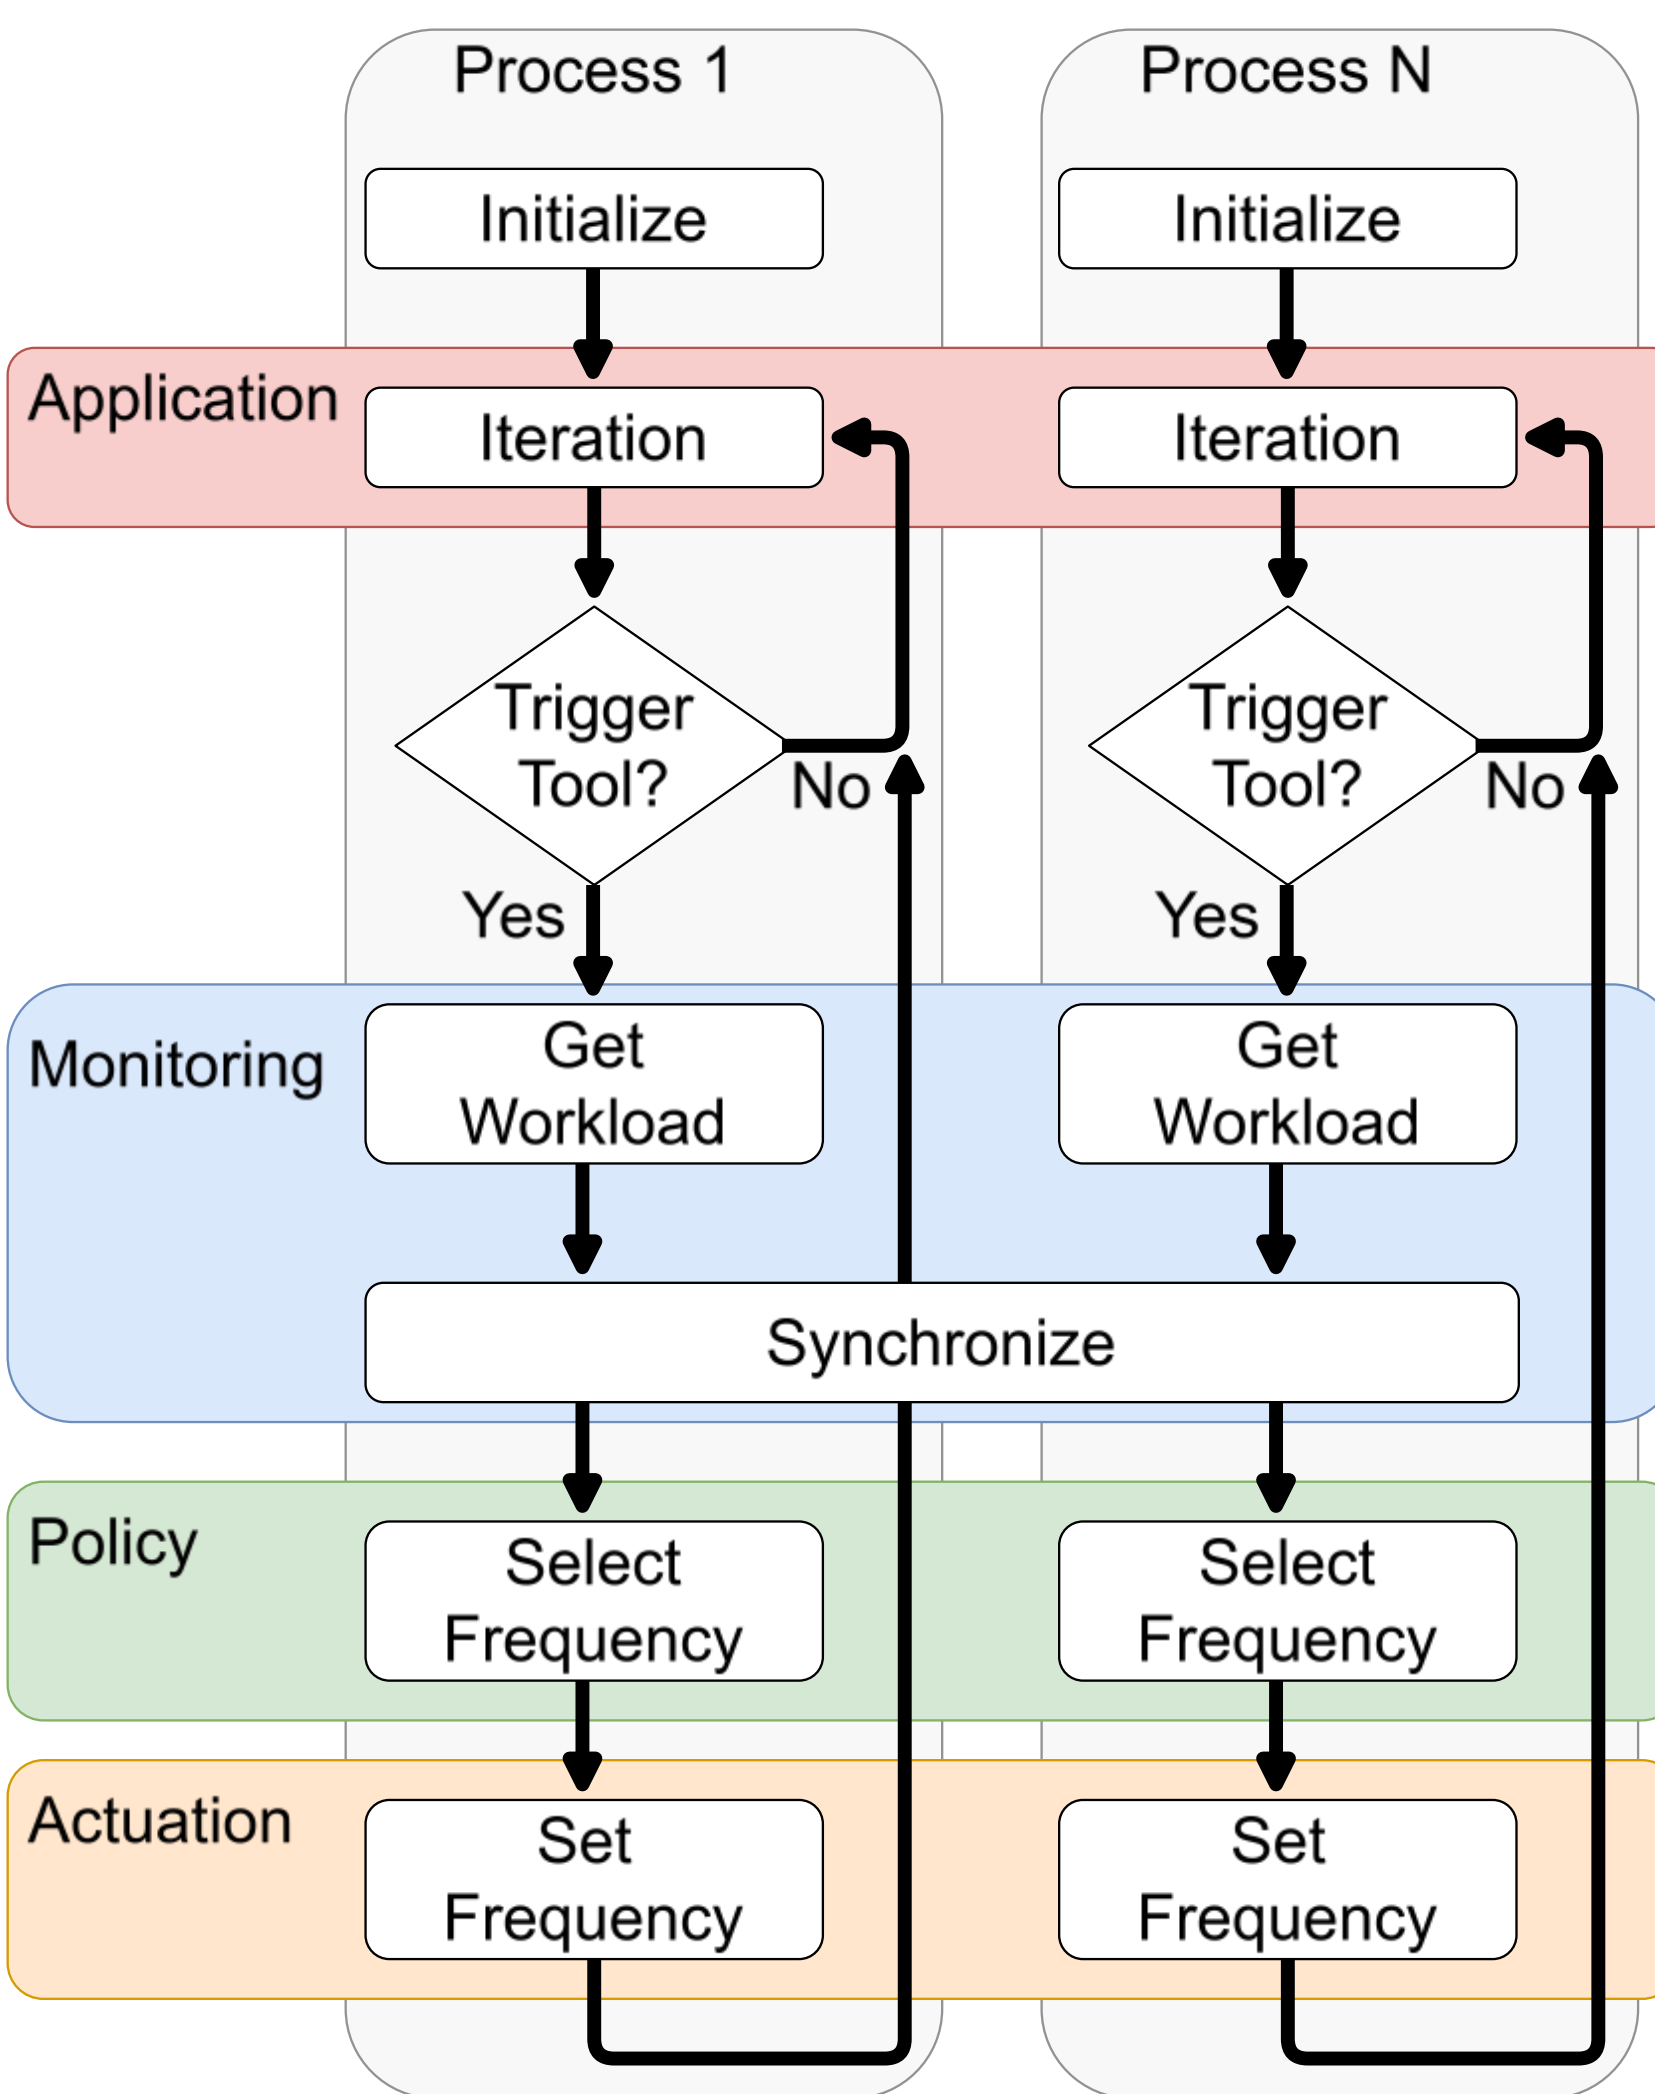 Process 1
Process N
Initialize
Initialize
Application
Iteration
Iteration
Trigger
Tool?
Trigger
Tool?
No
No
Yes
Yes
Monitoring
Get
Workload
Get
Workload
Synchronize
Policy
Select
Frequency
Select
Frequency
Actuation
Set
Frequency
Set
Frequency